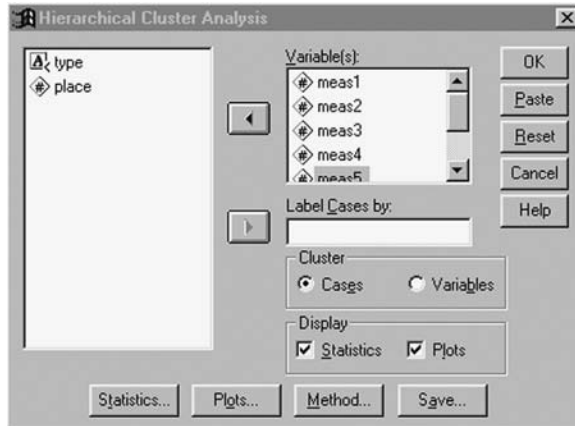 Hierarchical Cluster Analysis
type
place
Variable(s):
meas1
meas2
meas3
meas4
meas5
Label Cases by:
Cluster
Cases
Variables
Display
Statistics
Plots
OK
Paste
Reset
Cancel
Help
Statistics...
Plots...
Method...
Save...